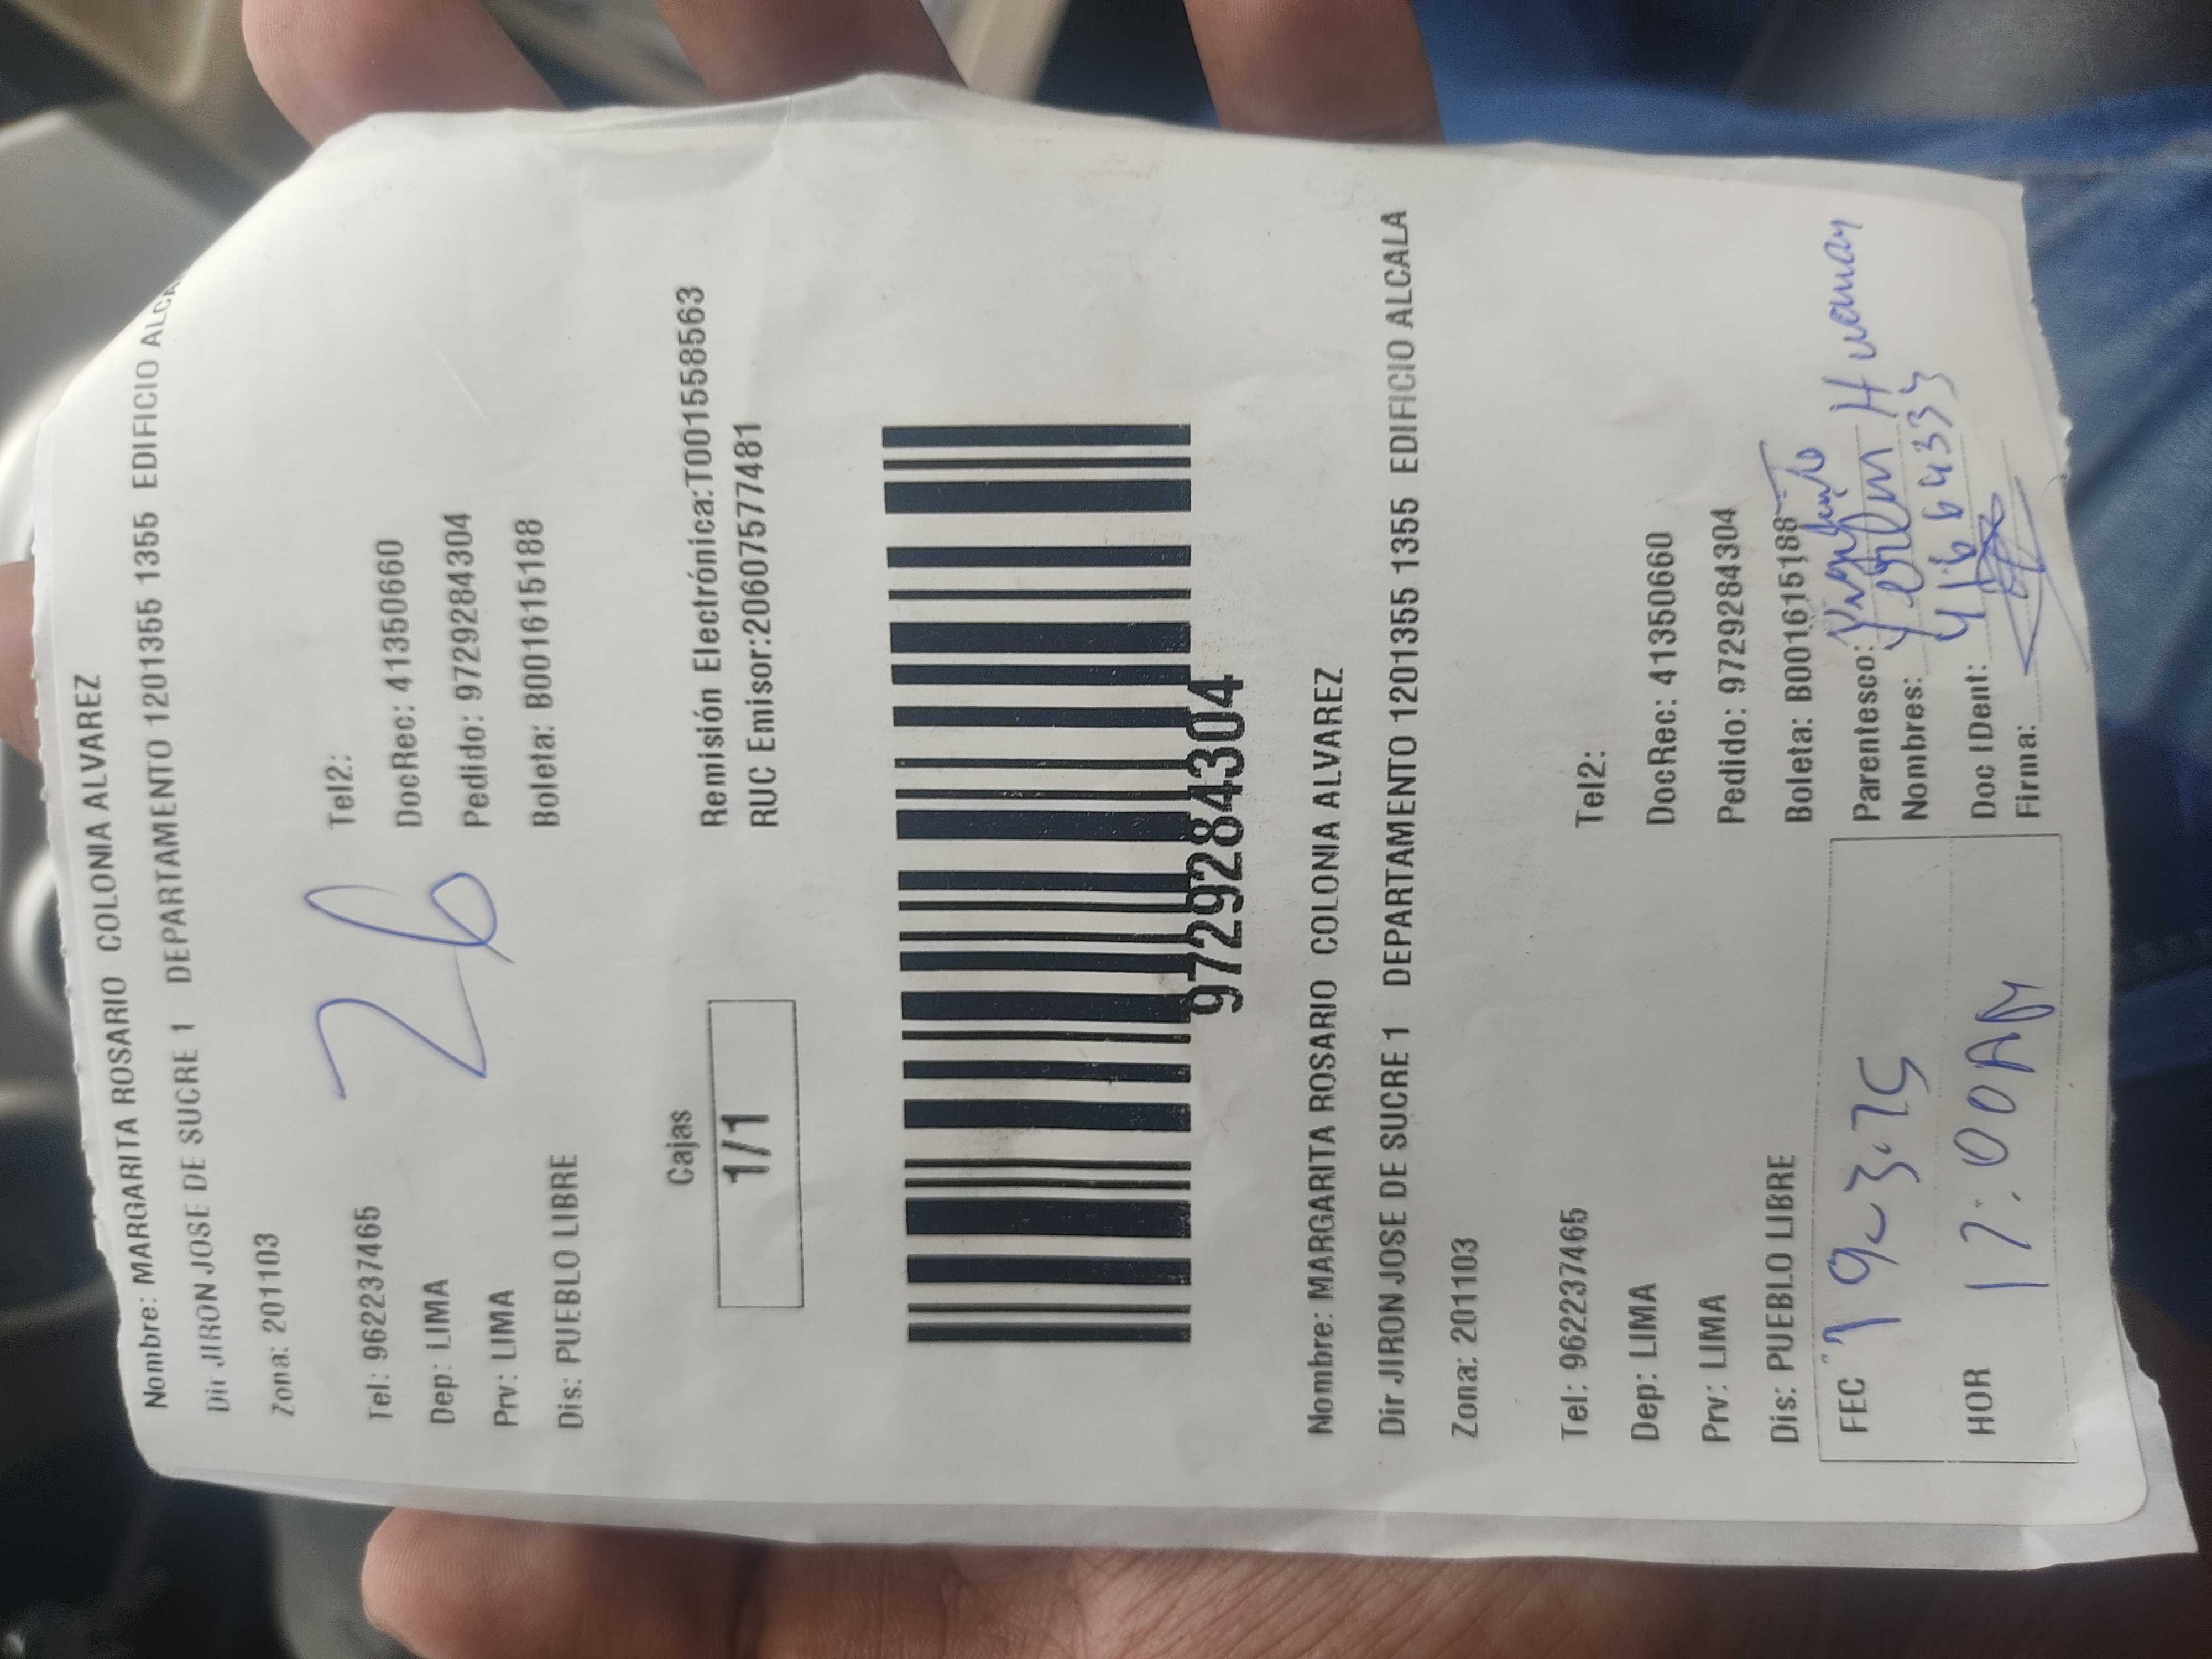 Nombre: MARGARITA ROSARIO COLONIA ALVAREZ
Dir JIRON JOSE DE SUCRE 1 DEPARTAMENTO 1201355 1355 EDIFICIO ALCA
Zona: 201103
26
Tel: 962237465 Tel2:
Dep: LIMA DocRec: 41350660
Prv: LIMA Pedido: 9729284304
Dis: PUEBLO LIBRE Boleta: B001615188
Cajas
1/1
Remisión Electrónica:T001558563
RUC Emisor:20607577481
9729284304
Nombre: MARGARITA ROSARIO COLONIA ALVAREZ
Dir JIRON JOSE DE SUCRE 1 DEPARTAMENTO 1201355 1355 EDIFICIO ALCALA
Zona: 201103
Tel: 962237465 Tel2:
Dep: LIMA DocRec: 41350660
Prv: LIMA Pedido: 9729284304
Dis: PUEBLO LIBRE Boleta: B001615188
FEC 19-3-25
HOR 17:00
Parentesco:
Nombres:
Doc IDent: 41664333
Firma: